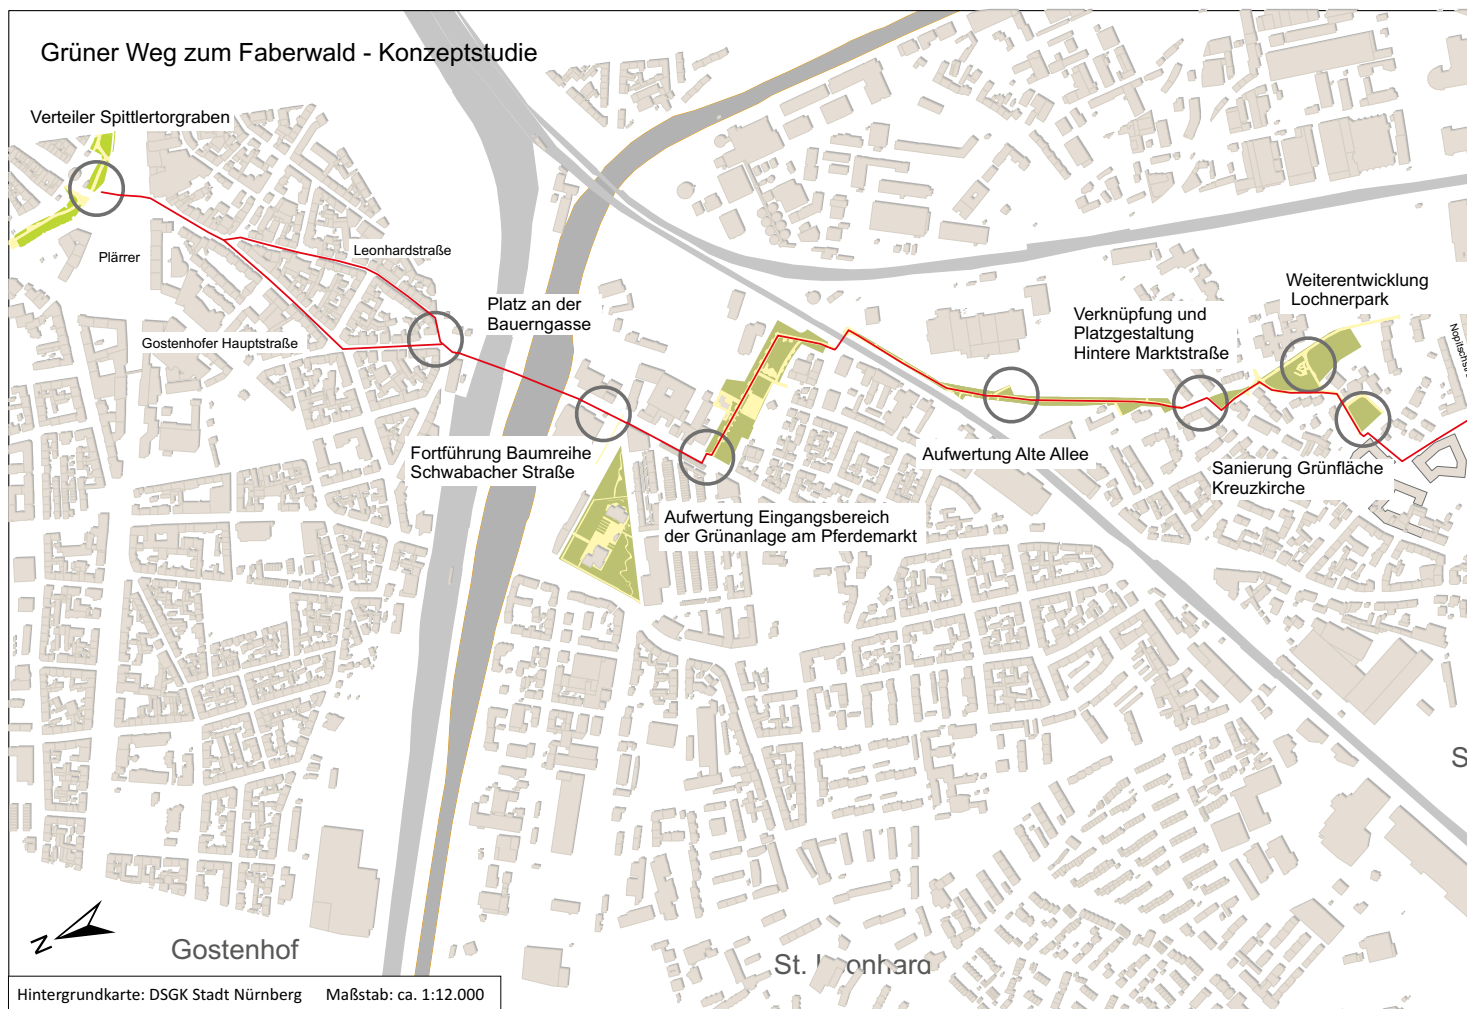 Grüner Weg zum Faberwald - Konzeptstudie
Verteiler Spittlertorgraben
Plärrer
Leonhardstraße
Gostenhofer Hauptstraße
Platz an der
Bauerngasse
Fortführung Baumreihe
Schwabacher Straße
Aufwertung Eingangsbereich
der Grünanlage am Pferdemarkt
Aufwertung Alte Allee
Verknüpfung und
Platzgestaltung
Hintere Marktstraße
Weiterentwicklung
Lochnerpark
Sanierung Grünfläche
Kreuzkirche
S
N
Gostenhof
St. Leonhard
Hintergrundkarte: DSGK Stadt Nürnberg Maßstab: ca. 1:12.000